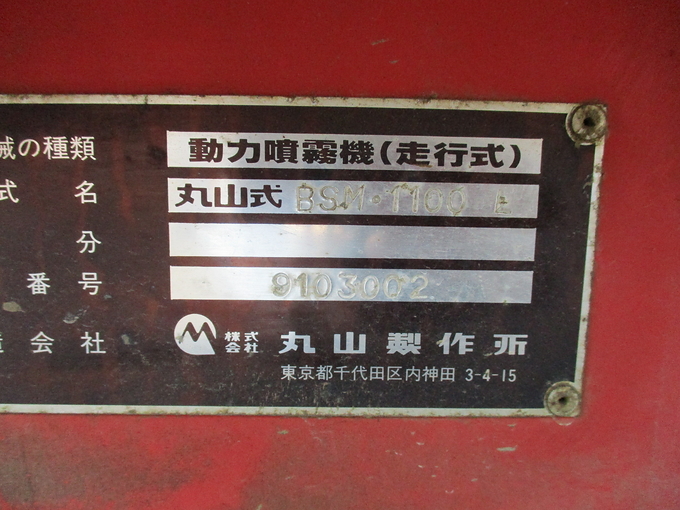 械の種類 動力噴霧機(走行式)
式名 丸山式 BSM-1100 E
分
番号 9103002
造会社 株式会社 丸山製作所
東京都千代田区内神田 3-4-15